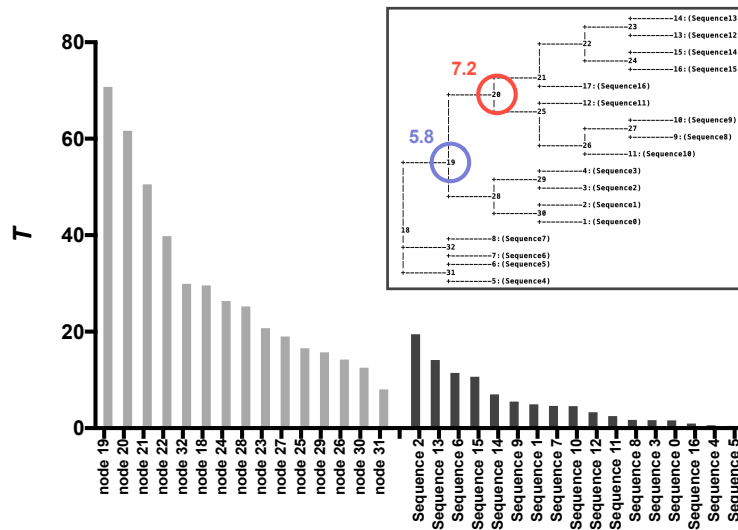 80
60
40
20
0
T
7.2
5.8
14:(Sequence13
23
13:(Sequence12
22
15:(Sequence14
24
16:(Sequence15
21
20
17:(Sequence16)
12:(Sequence11)
25
10:(Sequence9)
27
9:(Sequence8)
26
11:(Sequence10)
19
4:(Sequence3)
29
3:(Sequence2)
28
2:(Sequence1)
30
1:(Sequence0)
18
8:(Sequence7)
32
7:(Sequence6)
6:(Sequence5)
31
5:(Sequence4)
node 19
node 20
node 21
node 22
node 32
node 18
node 24
node 28
node 23
node 27
node 25
node 29
node 26
node 30
node 31
Sequence 2
Sequence 13
Sequence 6
Sequence 15
Sequence 14
Sequence 9
Sequence 1
Sequence 7
Sequence 10
Sequence 12
Sequence 11
Sequence 8
Sequence 3
Sequence 0
Sequence 16
Sequence 4
Sequence 5